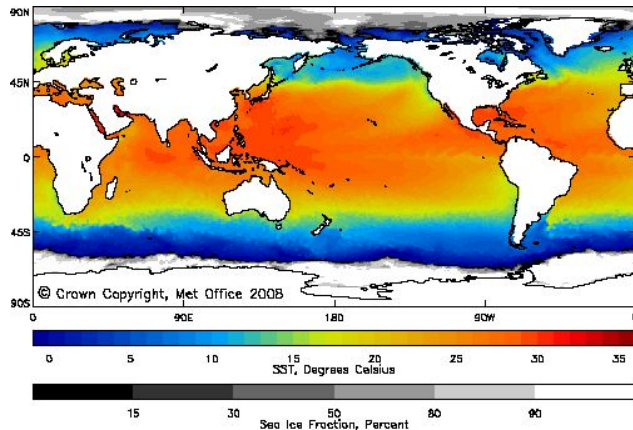 90N
45N
0
45S
90S
© Crown Copyright, Met Office 2008
0 90E 180 90W
0 5 10 15 20 25 30 35
SST, Degrees Celsius
15 30 50 80 90
Sea Ice Fraction, Percent